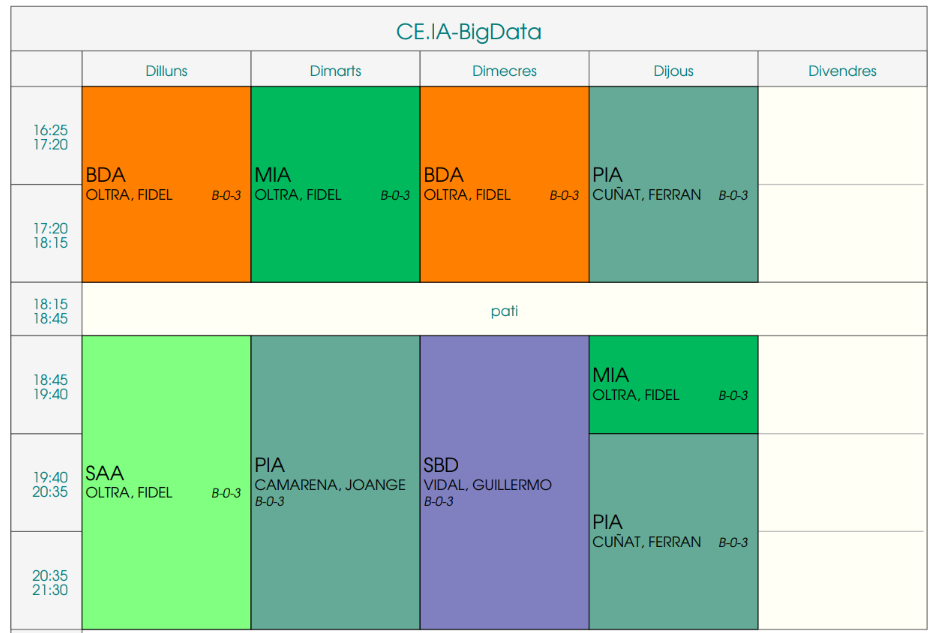 CE.IA-BigData
Dilluns Dimarts Dimecres Dijous Divendres
16:25
17:20
BDA MIA BDA PIA
OLTRA, FIDEL B-0-3 OLTRA, FIDEL B-0-3 OLTRA, FIDEL B-0-3 CUÑAT, FERRAN B-0-3
17:20
18:15
18:15
18:45
pati
18:45
19:40
MIA
OLTRA, FIDEL B-0-3
19:40
20:35
SAA
OLTRA, FIDEL B-0-3
PIA
CAMARENA, JOANGE
B-0-3
SBD
VIDAL, GUILLERMO
B-0-3
PIA
CUÑAT, FERRAN B-0-3
20:35
21:30